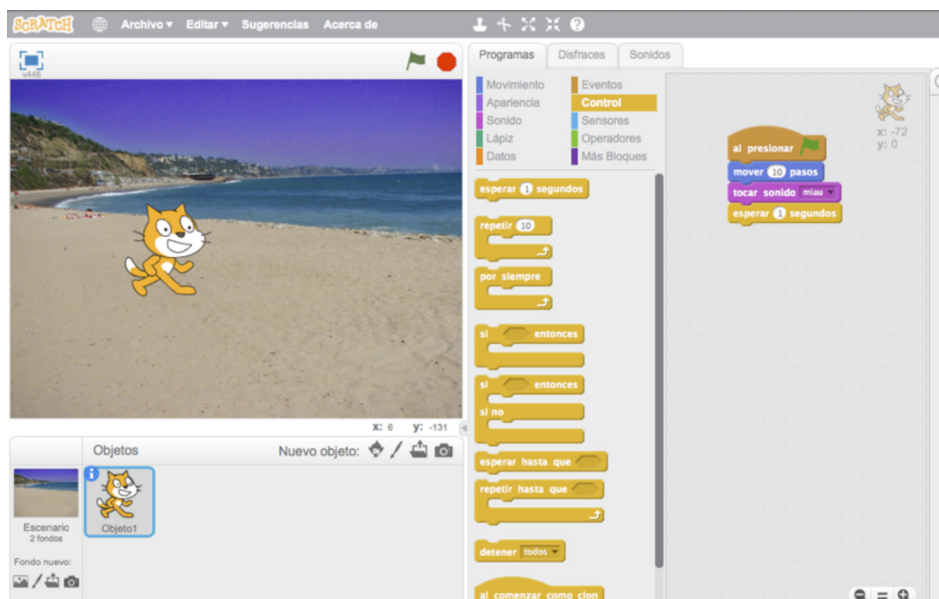 SCRATCH
Archivo Editar Sugerencias Acerca de
v446
x: 6 y: -131
Objetos
Nuevo objeto:
Escenario
2 fondos
Objeto1
Fondo nuevo:
Programas Disfraces Sonidos
Movimiento Eventos
Apariencia Control
Sonido Sensores
Lápiz Operadores
Datos Más Bloques
esperar 1 segundos
repetir 10
por siempre
si entonces
si entonces
si no
esperar hasta que
repetir hasta que
detener todos
al comenzar como clon
x: -72
y: 0
al presionar
mover 10 pasos
tocar sonido miau
esperar 1 segundos